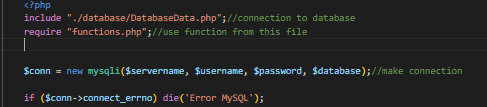 <?php
include "./database/DatabaseData.php";//connection to database
require "functions.php";//use function from this file
$conn = new mysqli($servername, $username, $password, $database);//make connection
if ($conn->connect_errno) die('Error MySQL');